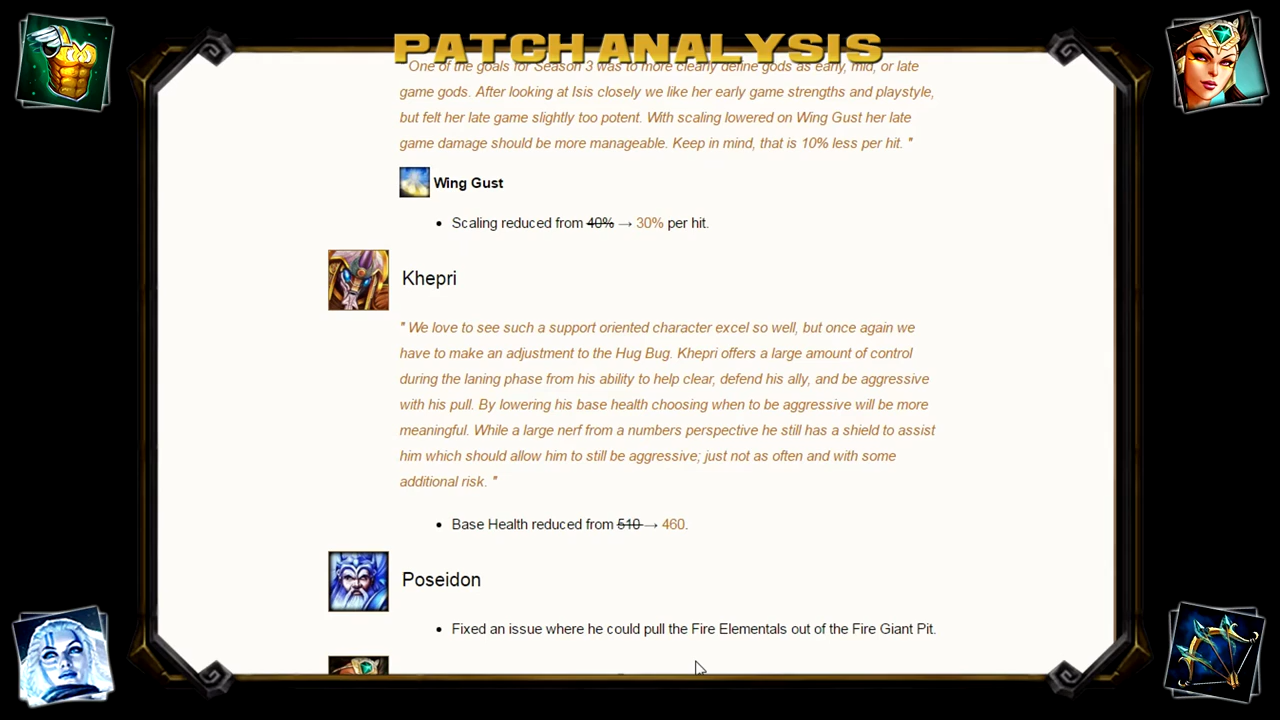 PATCH ANALYSIS
" One of the goals for Season 3 was to more clearly define gods as early, mid, or late
game gods. After looking at Isis closely we like her early game strengths and playstyle,
but felt her late game slightly too potent. With scaling lowered on Wing Gust her late
game damage should be more manageable. Keep in mind, that is 10% less per hit. "
Wing Gust
• Scaling reduced from 40% → 30% per hit.
Khepri
" We love to see such a support oriented character excel so well, but once again we
have to make an adjustment to the Hug Bug. Khepri offers a large amount of control
during the laning phase from his ability to help clear, defend his ally, and be aggressive
with his pull. By lowering his base health choosing when to be aggressive will be more
meaningful. While a large nerf from a numbers perspective he still has a shield to assist
him which should allow him to still be aggressive; just not as often and with some
additional risk. "
• Base Health reduced from 510 → 460.
Poseidon
• Fixed an issue where he could pull the Fire Elementals out of the Fire Giant Pit.